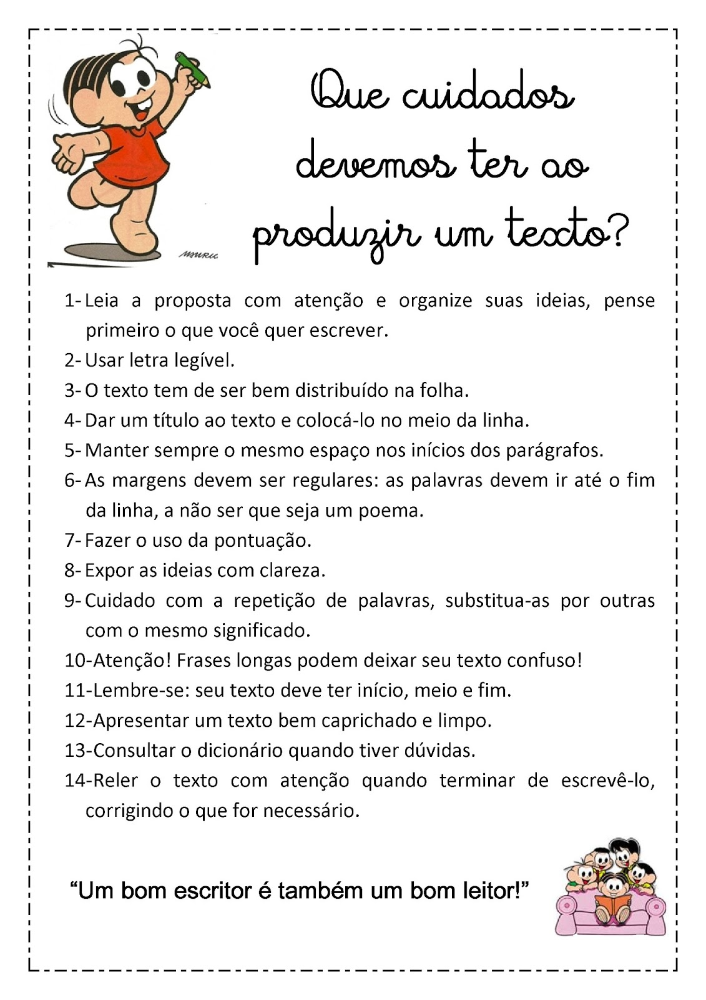 Que cuidados
devemos ter ao
produzir um texto?
MAURIC
1- Leia a proposta com atenção e organize suas ideias, pense
primeiro o que você quer escrever.
2- Usar letra legível.
3- O texto tem de ser bem distribuído na folha.
4- Dar um título ao texto e colocá-lo no meio da linha.
5- Manter sempre o mesmo espaço nos inícios dos parágrafos.
6- As margens devem ser regulares: as palavras devem ir até o fim
da linha, a não ser que seja um poema.
7- Fazer o uso da pontuação.
8- Expor as ideias com clareza.
9- Cuidado com a repetição de palavras, substitua-as por outras
com o mesmo significado.
10-Atenção! Frases longas podem deixar seu texto confuso!
11-Lembre-se: seu texto deve ter início, meio e fim.
12-Apresentar um texto bem caprichado e limpo.
13-Consultar o dicionário quando tiver dúvidas.
14-Reler o texto com atenção quando terminar de escrevê-lo,
corrigindo o que for necessário.
“Um bom escritor é também um bom leitor!”